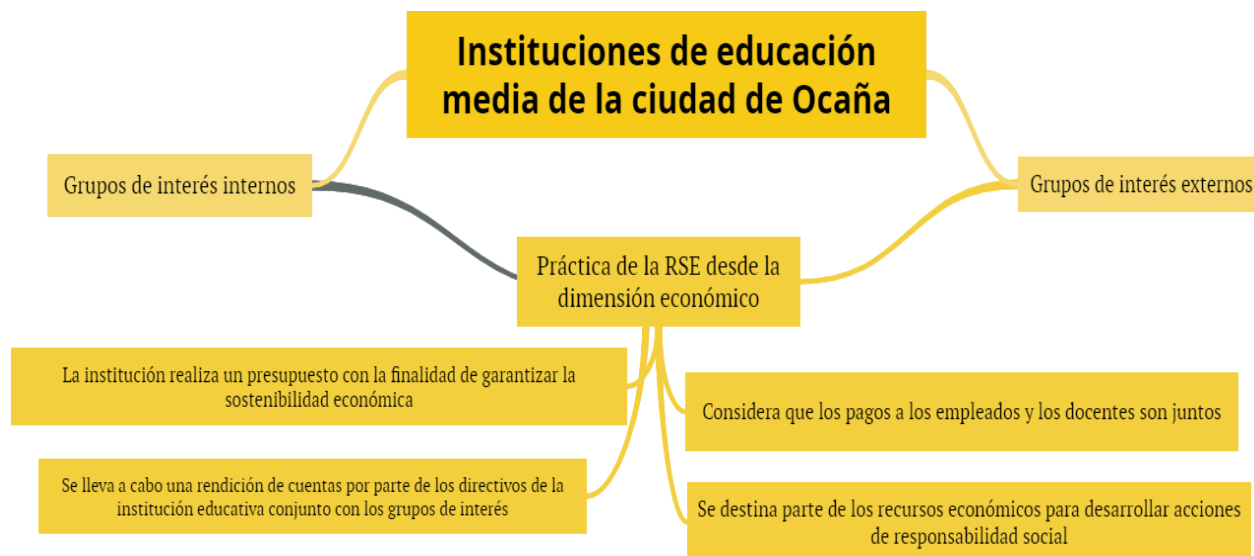 Instituciones de educación
media de la ciudad de Ocaña
Grupos de interés internos
Grupos de interés externos
Práctica de la RSE desde la
dimensión económico
La institución realiza un presupuesto con la finalidad de garantizar la
sostenibilidad económica
Considera que los pagos a los empleados y los docentes son juntos
Se lleva a cabo una rendición de cuentas por parte de los directivos de la
institución educativa conjunto con los grupos de interés
Se destina parte de los recursos económicos para desarrollar acciones
de responsabilidad social